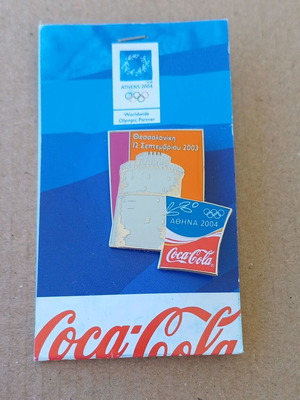 ATHENS 2004
Worldwide
Olympic Partner
Θεσσαλονίκη
12 Σεπτεμβρίου 2003
ΑΘΗΝΑ 2004
Coca-Cola
Coca-Cola